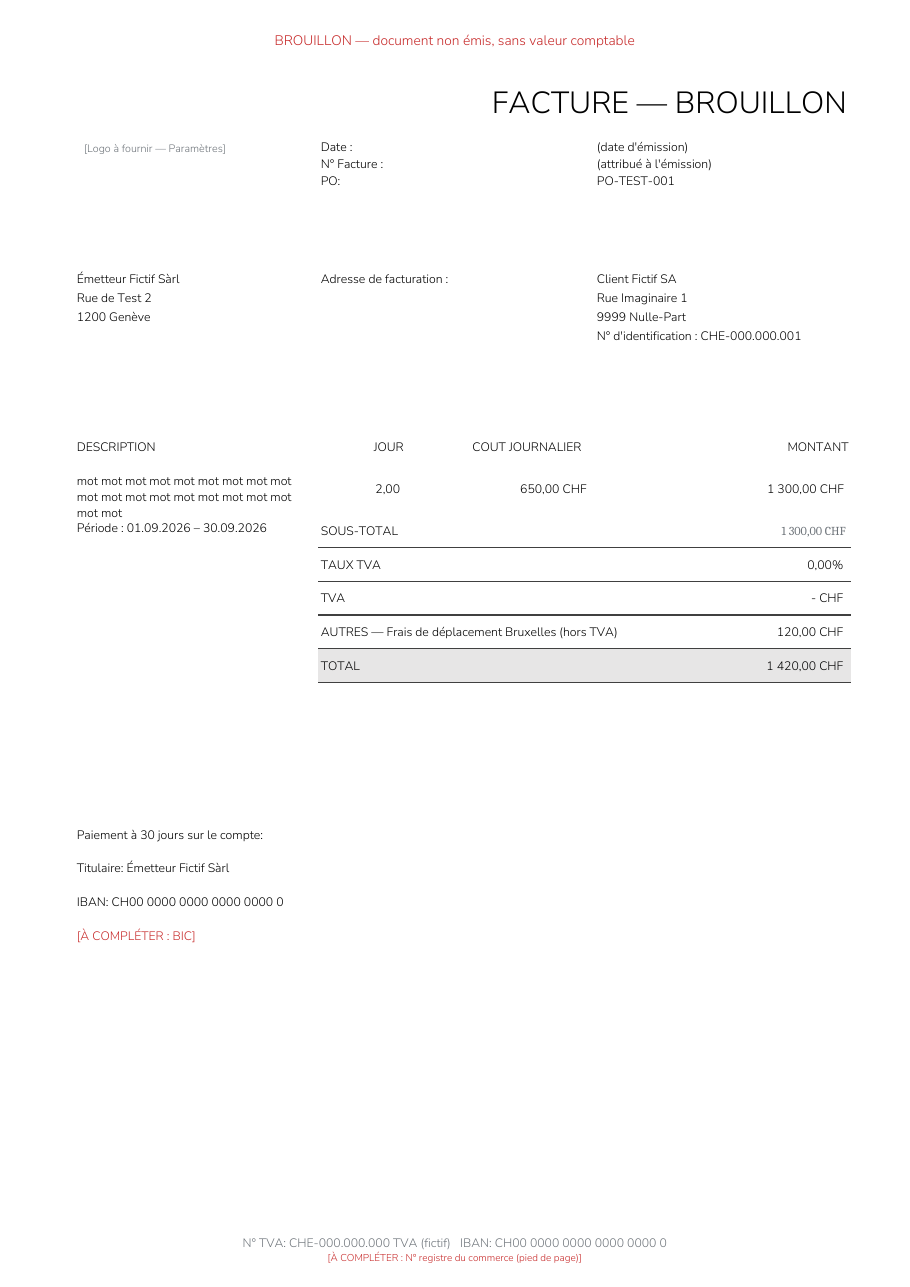 BROUILLON — document non émis, sans valeur comptable
FACTURE — BROUILLON
[Logo à fournir — Paramètres]
Date : (date d'émission)
N° Facture : (attribué à l'émission)
PO: PO-TEST-001
Émetteur Fictif Sàrl Adresse de facturation : Client Fictif SA
Rue de Test 2 Rue Imaginaire 1
1200 Genève 9999 Nulle-Part
N° d'identification : CHE-000.000.001
DESCRIPTION JOUR COUT JOURNALIER MONTANT
mot mot mot mot mot mot mot mot mot
mot mot mot mot mot mot mot mot mot
mot mot
2,00 650,00 CHF 1 300,00 CHF
Période : 01.09.2026 – 30.09.2026
SOUS-TOTAL 1 300,00 CHF
TAUX TVA 0,00%
TVA - CHF
AUTRES — Frais de déplacement Bruxelles (hors TVA) 120,00 CHF
TOTAL 1 420,00 CHF
Paiement à 30 jours sur le compte:
Titulaire: Émetteur Fictif Sàrl
IBAN: CH00 0000 0000 0000 0000 0
[À COMPLÉTER : BIC]
N° TVA: CHE-000.000.000 TVA (fictif) IBAN: CH00 0000 0000 0000 0000 0
[À COMPLÉTER : N° registre du commerce (pied de page)]